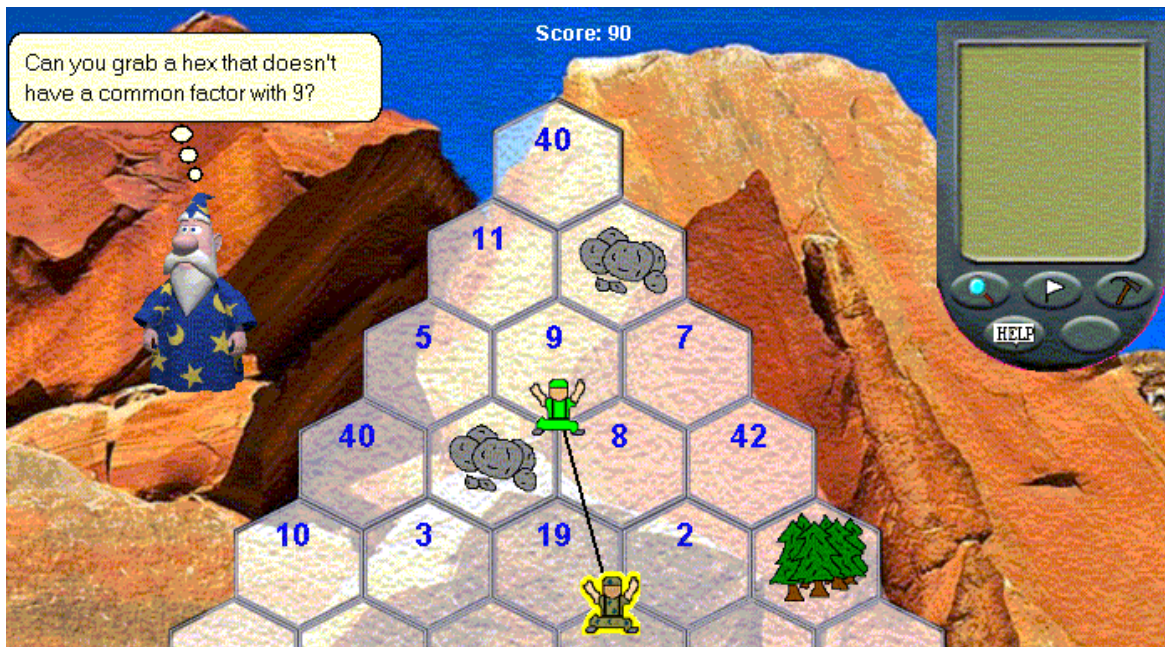 Score: 90
Can you grab a hex that doesn't
have a common factor with 9?
40
11
5 9 7
40 8 42
10 3 19 2
HELP